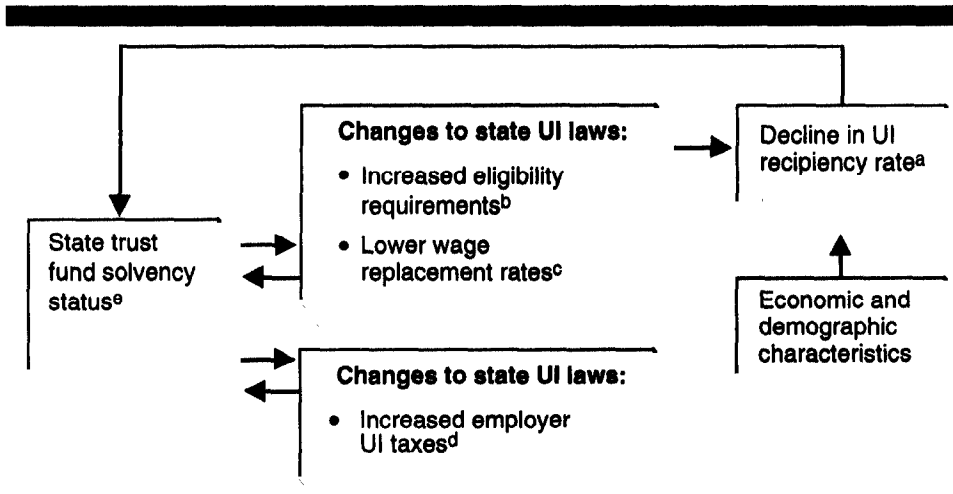 Changes to state UI laws:
• Increased eligibility
requirementsb
• Lower wage
replacement ratesc
Decline in UI
recipiency ratea
State trust
fund solvency
statuse
Economic and
demographic
characteristics
Changes to state UI laws:
• Increased employer
UI taxesd